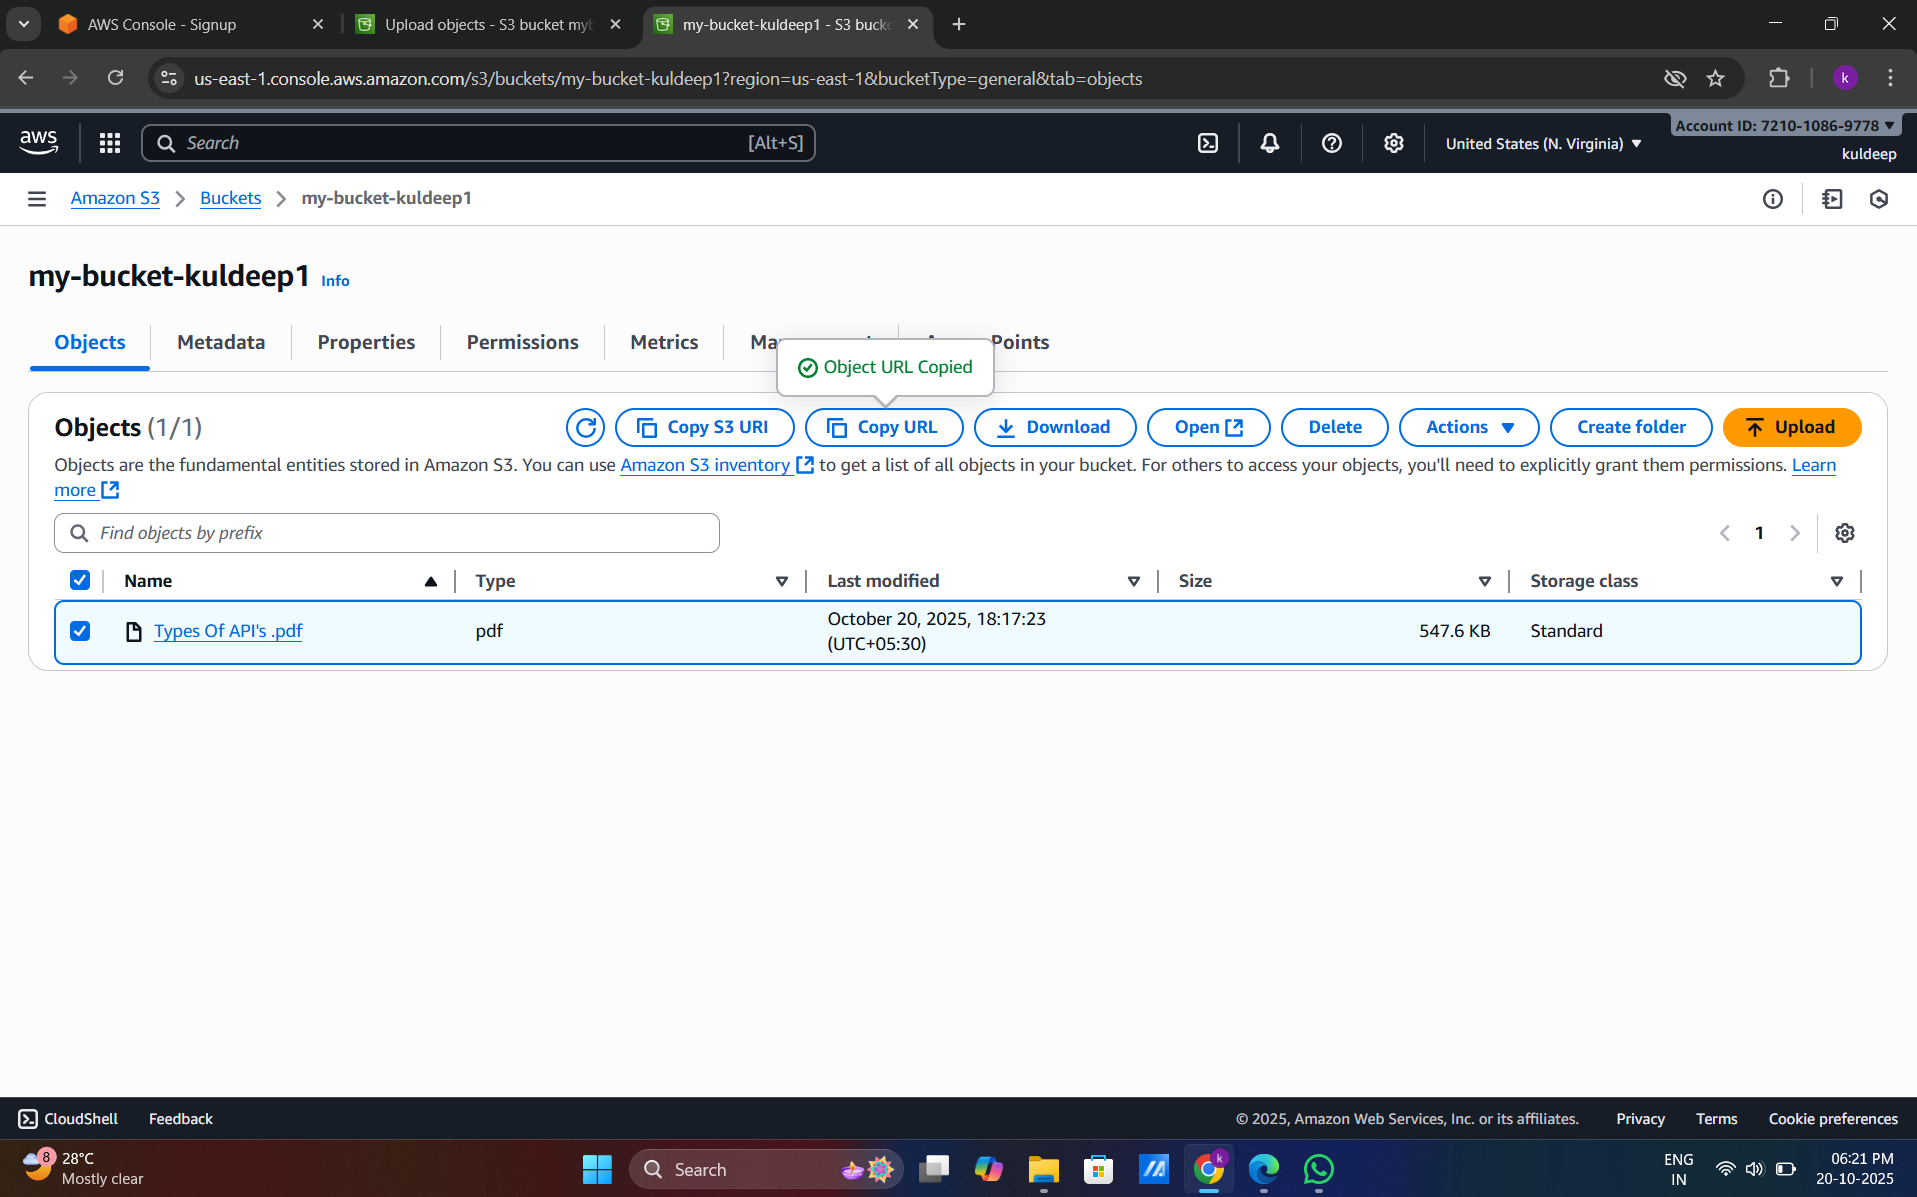 AWS Console - Signup
Upload objects - S3 bucket myb
my-bucket-kuldeep1 - S3 bucke
us-east-1.console.aws.amazon.com/s3/buckets/my-bucket-kuldeep1?region=us-east-1&bucketType=general&tab=objects
k
aws
Search
[Alt+S]
United States (N. Virginia)
Account ID: 7210-1086-9778
kuldeep
Amazon S3 > Buckets > my-bucket-kuldeep1
my-bucket-kuldeep1 Info
Objects
Metadata
Properties
Permissions
Metrics
Points
Object URL Copied
Objects (1/1)
Copy S3 URI
Copy URL
Download
Open
Delete
Actions
Create folder
Upload
Objects are the fundamental entities stored in Amazon S3. You can use Amazon S3 inventory to get a list of all objects in your bucket. For others to access your objects, you'll need to explicitly grant them permissions. Learn
more
Find objects by prefix
1
Name
Type
Last modified
Size
Storage class
Types Of API's .pdf
pdf
October 20, 2025, 18:17:23
(UTC+05:30)
547.6 KB
Standard
CloudShell
Feedback
© 2025, Amazon Web Services, Inc. or its affiliates.
Privacy
Terms
Cookie preferences
8
28°C
Mostly clear
Search
k
ENG
IN
06:21 PM
20-10-2025